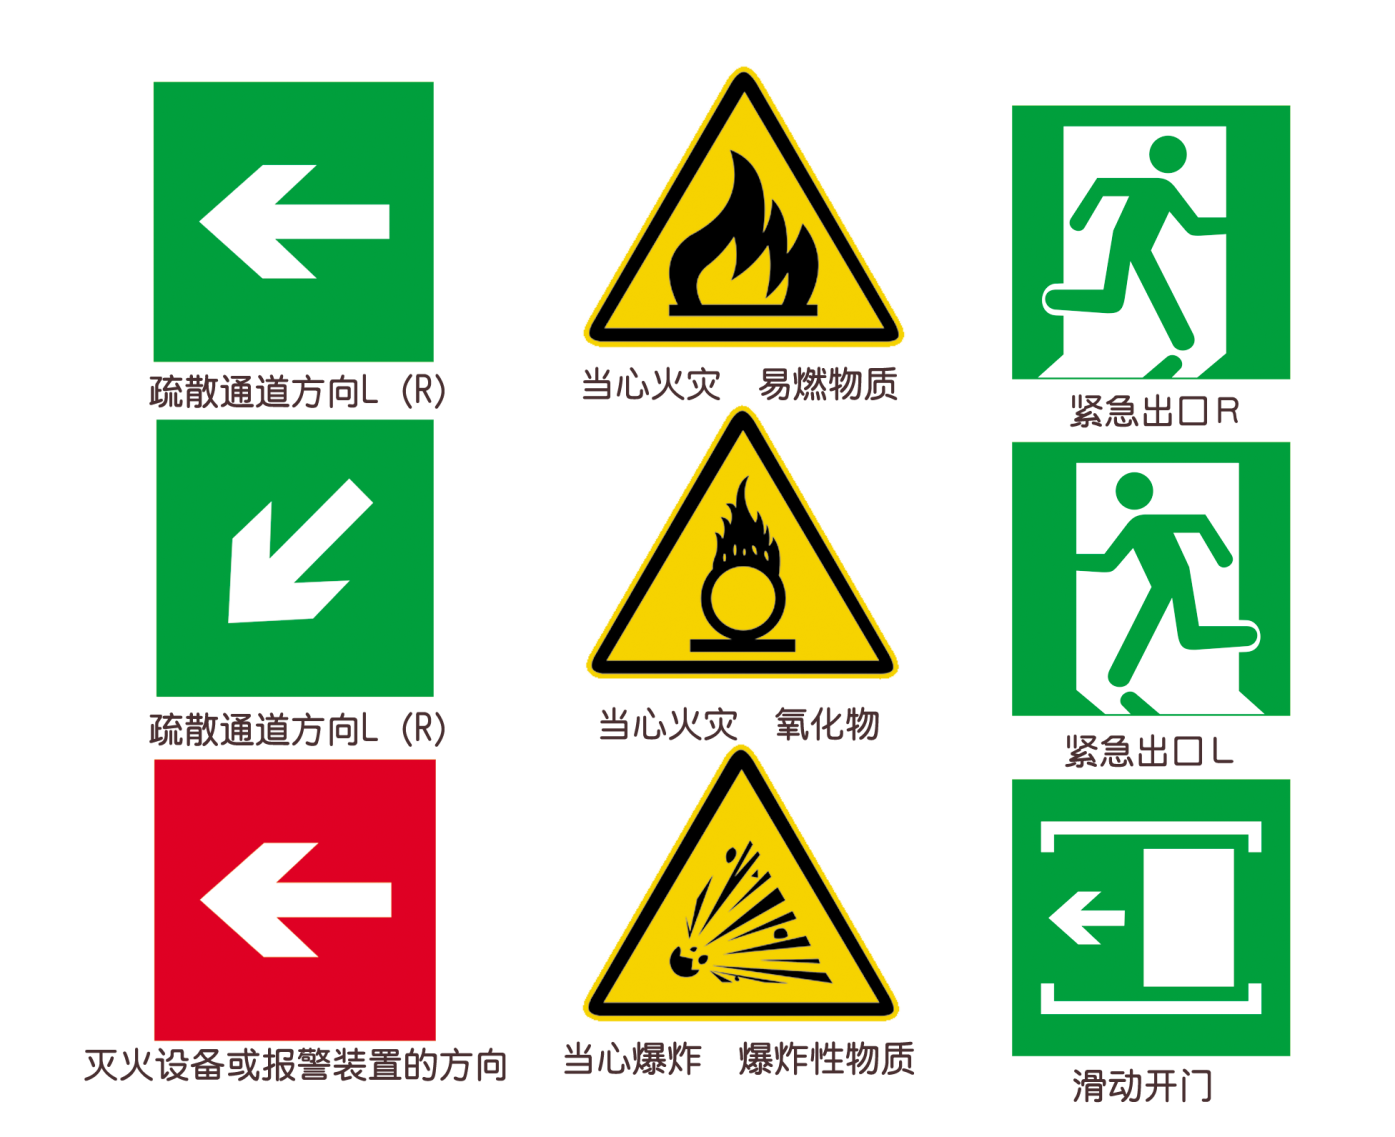 疏散通道方向L（R）
当心火灾　易燃物质
紧急出口R
疏散通道方向L（R）
当心火灾　氧化物
紧急出口L
灭火设备或报警装置的方向
当心爆炸　爆炸性物质
滑动开门